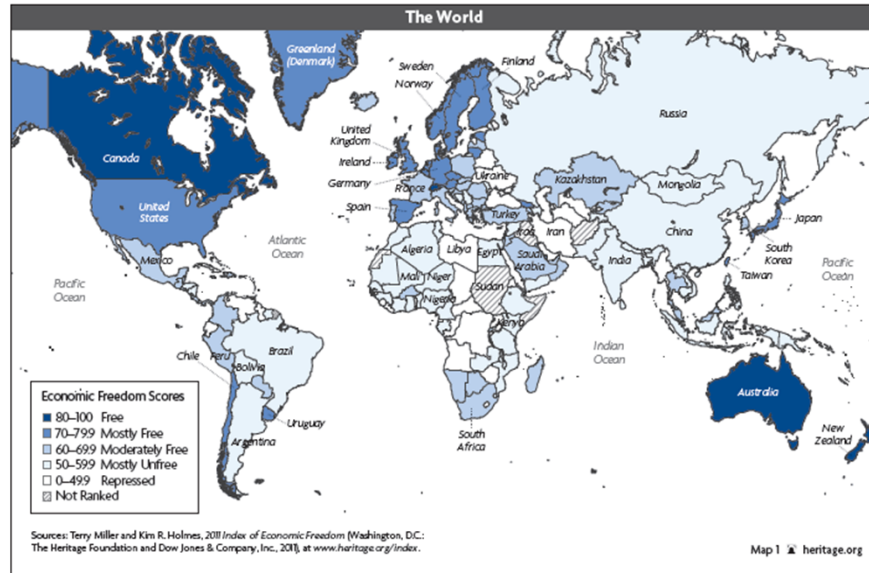 The World
Greenland
(Denmark)
Sweden
Finland
Norway
Russia
United
Kingdom
Canada
Ireland
Ukraine
Kazakhstan
Germany
Mongolia
France
United
States
Spain
Turkey
Japan
Iraq
Iran
China
Atlantic
Ocean
Algeria
Libya
Egypt
Saudi
Arabia
South
Korea
Mexico
India
Pacific
Ocean
Taiwan
Pacific
Ocean
Mali
Niger
Sudan
Nigeria
Kenya
Indian
Ocean
Chile
Peru
Brazil
Bolivia
Australia
Economic Freedom Scores
80–100 Free
70–79.9 Mostly Free
60–69.9 Moderately Free
50–59.9 Mostly Unfree
0–49.9 Repressed
Not Ranked
Uruguay
Argentina
South
Africa
New
Zealand
Sources: Terry Miller and Kim R. Holmes, 2011 Index of Economic Freedom (Washington, D.C.:
The Heritage Foundation and Dow Jones & Company, Inc., 2011), at www.heritage.org/index.
Map 1 heritage.org